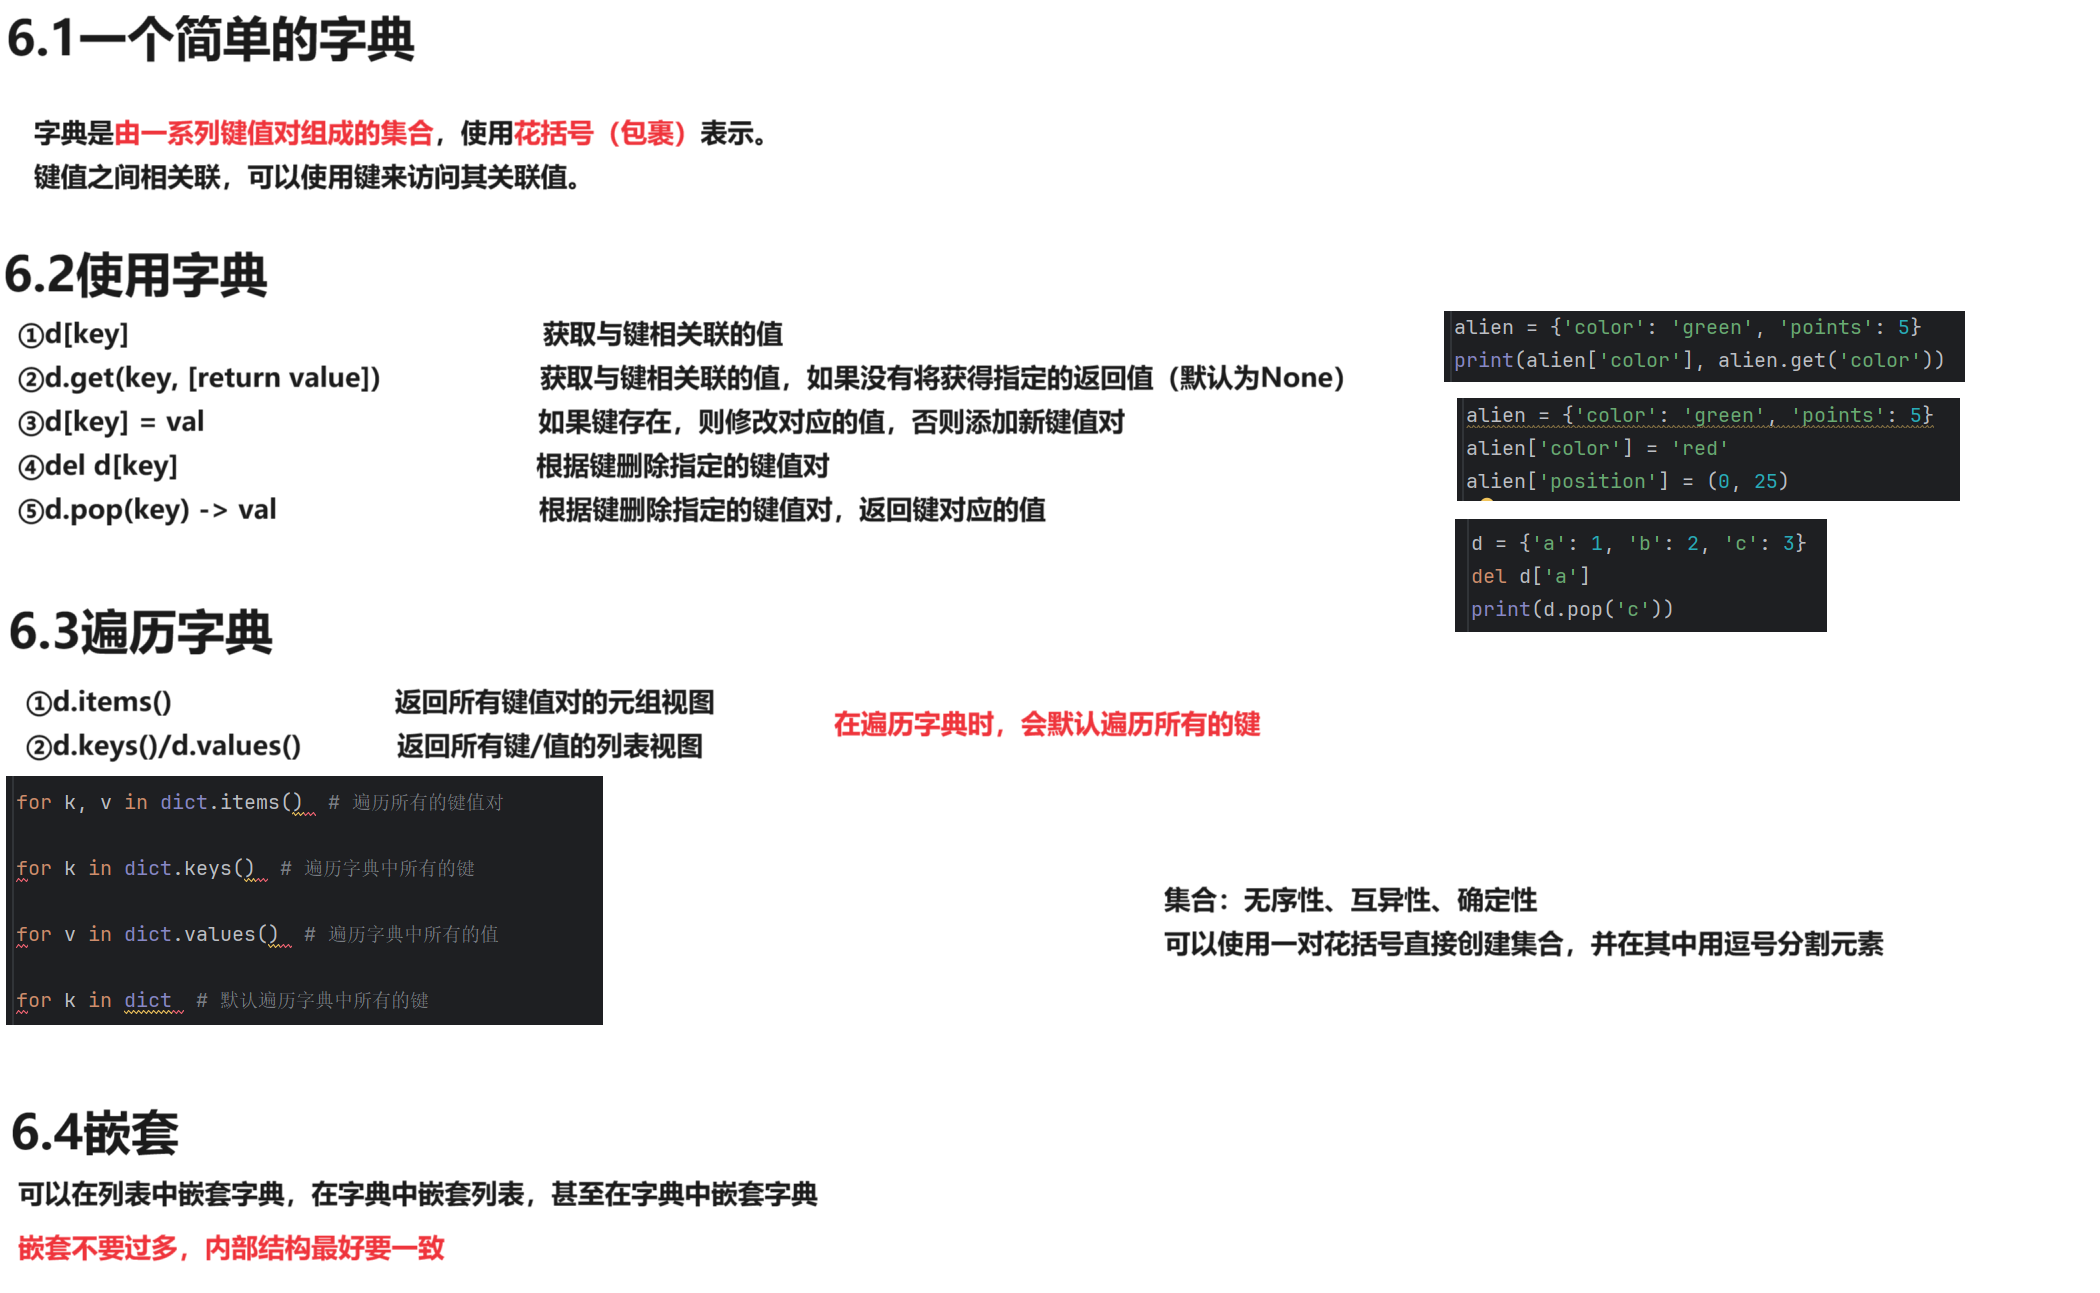 6.1一个简单的字典
字典是由一系列键值对组成的集合，使用花括号（包裹）表示。
键值之间相关联，可以使用键来访问其关联值。
6.2使用字典
①d[key] 获取与键相关联的值
②d.get(key, [return value]) 获取与键相关联的值，如果没有将获得指定的返回值（默认为None）
③d[key] = val 如果键存在，则修改对应的值，否则添加新键值对
④del d[key] 根据键删除指定的键值对
⑤d.pop(key) -> val 根据键删除指定的键值对，返回键对应的值
alien = {'color': 'green', 'points': 5}
print(alien['color'], alien.get('color'))
alien = {'color': 'green', 'points': 5}
alien['color'] = 'red'
alien['position'] = (0, 25)
d = {'a': 1, 'b': 2, 'c': 3}
del d['a']
print(d.pop('c'))
6.3遍历字典
①d.items() 返回所有键值对的元组视图
②d.keys()/d.values() 返回所有键/值的列表视图
在遍历字典时，会默认遍历所有的键
for k, v in dict.items() # 遍历所有的键值对
for k in dict.keys() # 遍历字典中所有的键
for v in dict.values() # 遍历字典中所有的值
for k in dict # 默认遍历字典中所有的键
集合：无序性、互异性、确定性
可以使用一对花括号直接创建集合，并在其中用逗号分割元素
6.4嵌套
可以在列表中嵌套字典，在字典中嵌套列表，甚至在字典中嵌套字典
嵌套不要过多，内部结构最好要一致